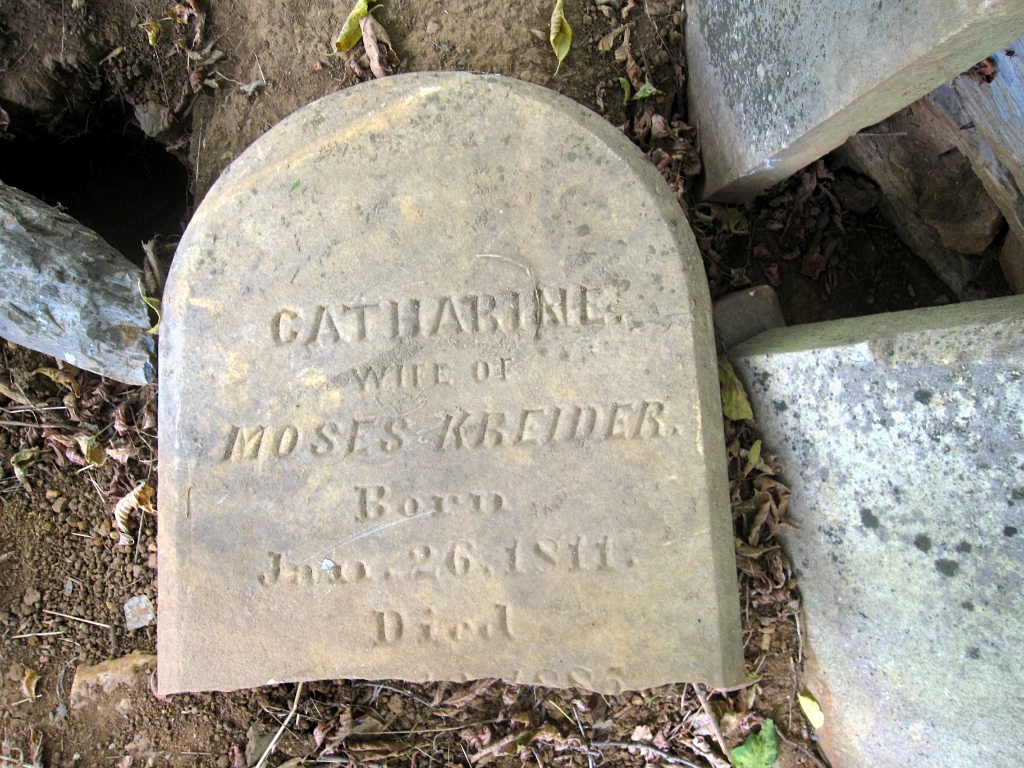 CATHARINE.
WIFE OF
MOSES KREIDER.
Born
Jan. 26, 1811.
Died